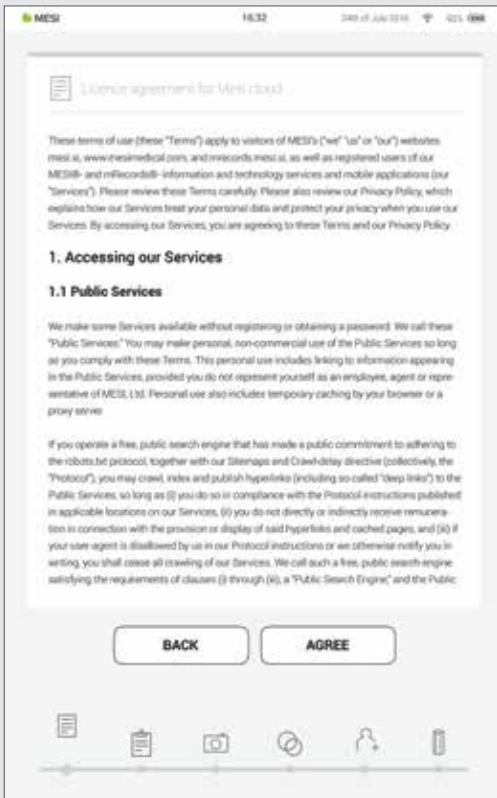 MESI
16.32
24th of July 2016
92%
Licence agreement for Mesi cloud
These terms of use (these "Terms") apply to visitors of MESI's ("we" "us" or "our") websites
mesi.si, www.mesimedical.com, and mrecords.mesi.si, as well as registered users of our
MESI®- and mRecords®- information and technology services and mobile applications (our
"Services"). Please review these Terms carefully. Please also review our Privacy Policy, which
explains how our Services treat your personal data and protect your privacy when you use our
Services. By accessing our Services, you are agreeing to these Terms and our Privacy Policy.
1. Accessing our Services
1.1 Public Services
We make some Services available without registering or obtaining a password. We call these
"Public Services." You may make personal, non-commercial use of the Public Services so long
as you comply with these Terms. This personal use includes linking to information appearing
in the Public Services, provided you do not represent yourself as an employee, agent or repre-
sentative of MESI, Ltd. Personal use also includes temporary caching by your browser or a
proxy server
If you operate a free, public search engine that has made a public commitment to adhering to
the robots.txt protocol, together with our Sitemaps and Crawl-delay directive (collectively, the
"Protocol"), you may crawl, index and publish hyperlinks (including so-called "deep links") to the
Public Services, so long as (i) you do so in compliance with the Protocol instructions published
in applicable locations on our Services, (ii) you do not directly or indirectly receive remunera-
tion in connection with the provision or display of said hyperlinks and cached pages, and (iii) if
your user agent is disallowed by us in our Protocol instructions or we otherwise notify you in
writing, you shall cease all crawling of our Services. We call such a free, public search engine
satisfying the requirements of clauses (i) through (iii), a "Public Search Engine," and the Public
BACK
AGREE